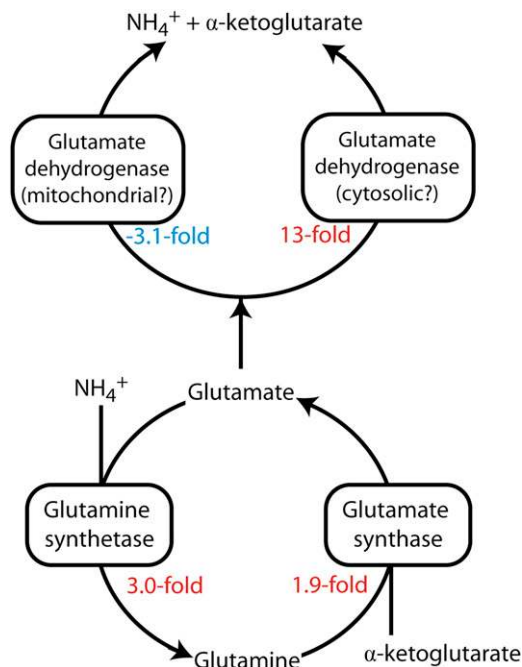 NH₄⁺ + α-ketoglutarate
Glutamate
dehydrogenase
(mitochondrial?)
Glutamate
dehydrogenase
(cytosolic?)
-3.1-fold
13-fold
NH₄⁺
Glutamate
Glutamine
synthetase
Glutamate
synthase
3.0-fold
1.9-fold
Glutamine
α-ketoglutarate